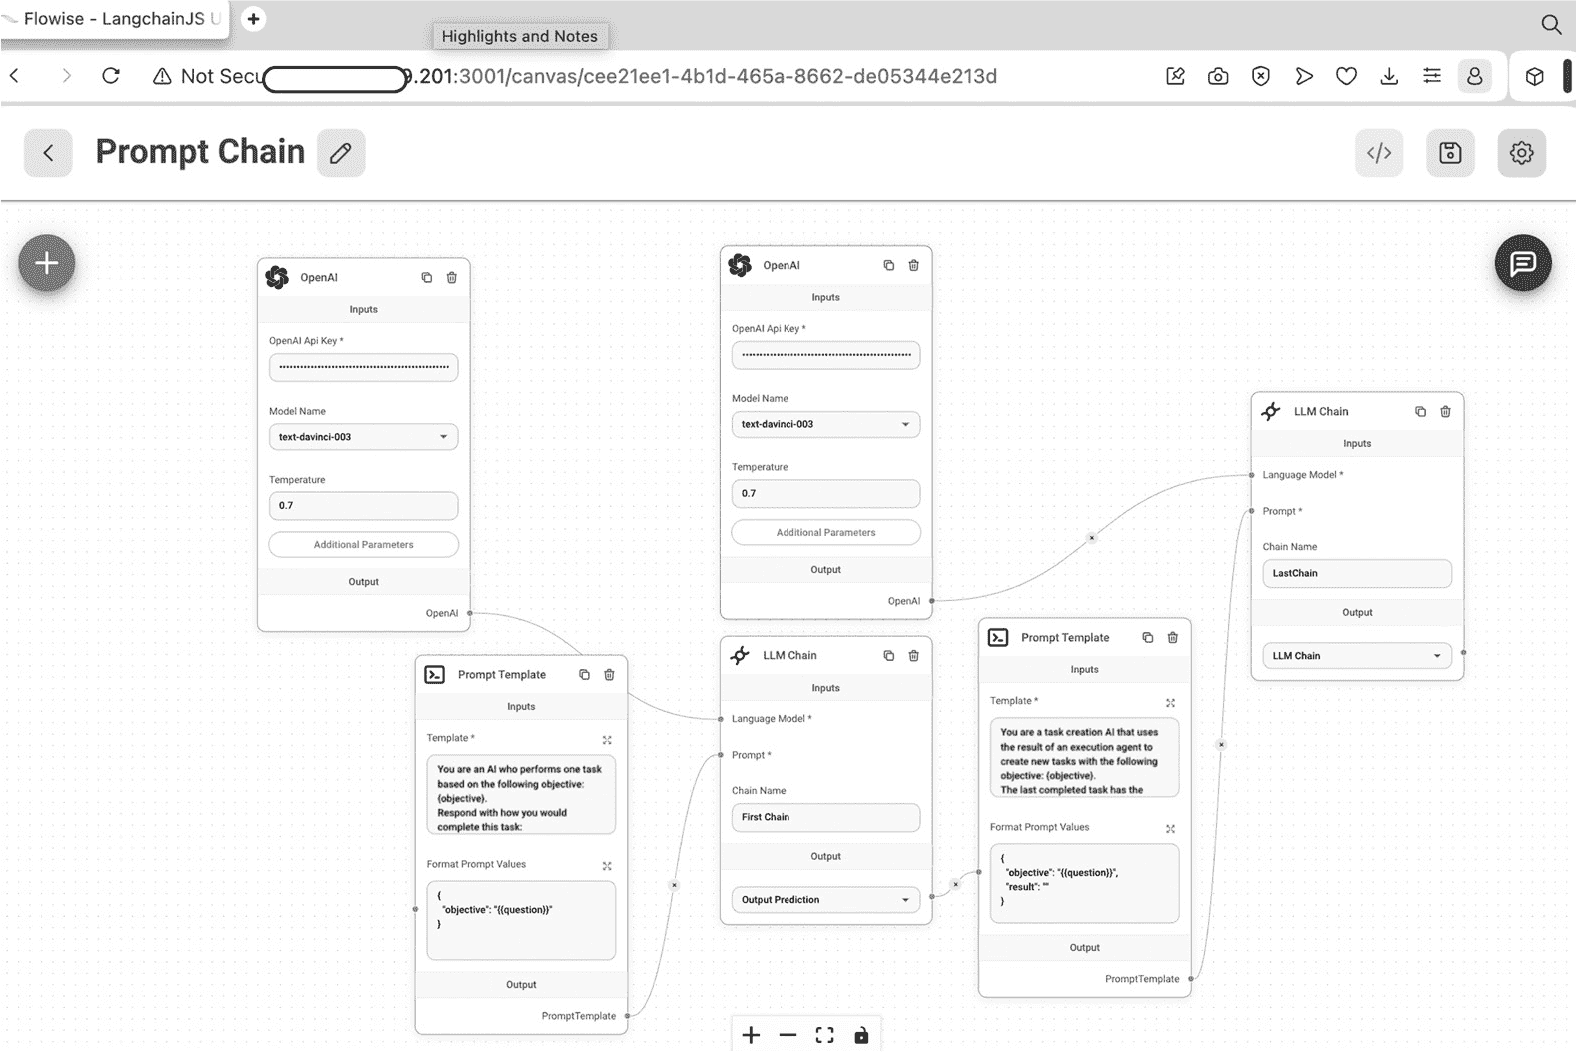 Flowise - LangchainJS U
Highlights and Notes
Not Secu 9.201:3001/canvas/cee21ee1-4b1d-465a-8662-de05344e213d
Prompt Chain
OpenAI
Inputs
OpenAI Api Key *
Model Name
text-davinci-003
Temperature
0.7
Additional Parameters
Output
OpenAI
OpenAI
Inputs
OpenAI Api Key *
Model Name
text-davinci-003
Temperature
0.7
Additional Parameters
Output
OpenAI
LLM Chain
Inputs
Language Model *
Prompt *
Chain Name
LastChain
Output
LLM Chain
Prompt Template
Inputs
Template *
You are an AI who performs one task
based on the following objective:
{objective}.
Respond with how you would
complete this task:
Format Prompt Values
{
"objective": "{{question}}"
}
Output
PromptTemplate
LLM Chain
Inputs
Language Model *
Prompt *
Chain Name
First Chain
Output
Output Prediction
Prompt Template
Inputs
Template *
You are a task creation AI that uses
the result of an execution agent to
create new tasks with the following
objective: {objective}.
The last completed task has the
Format Prompt Values
{
"objective": "{{question}}",
"result": ""
}
Output
PromptTemplate